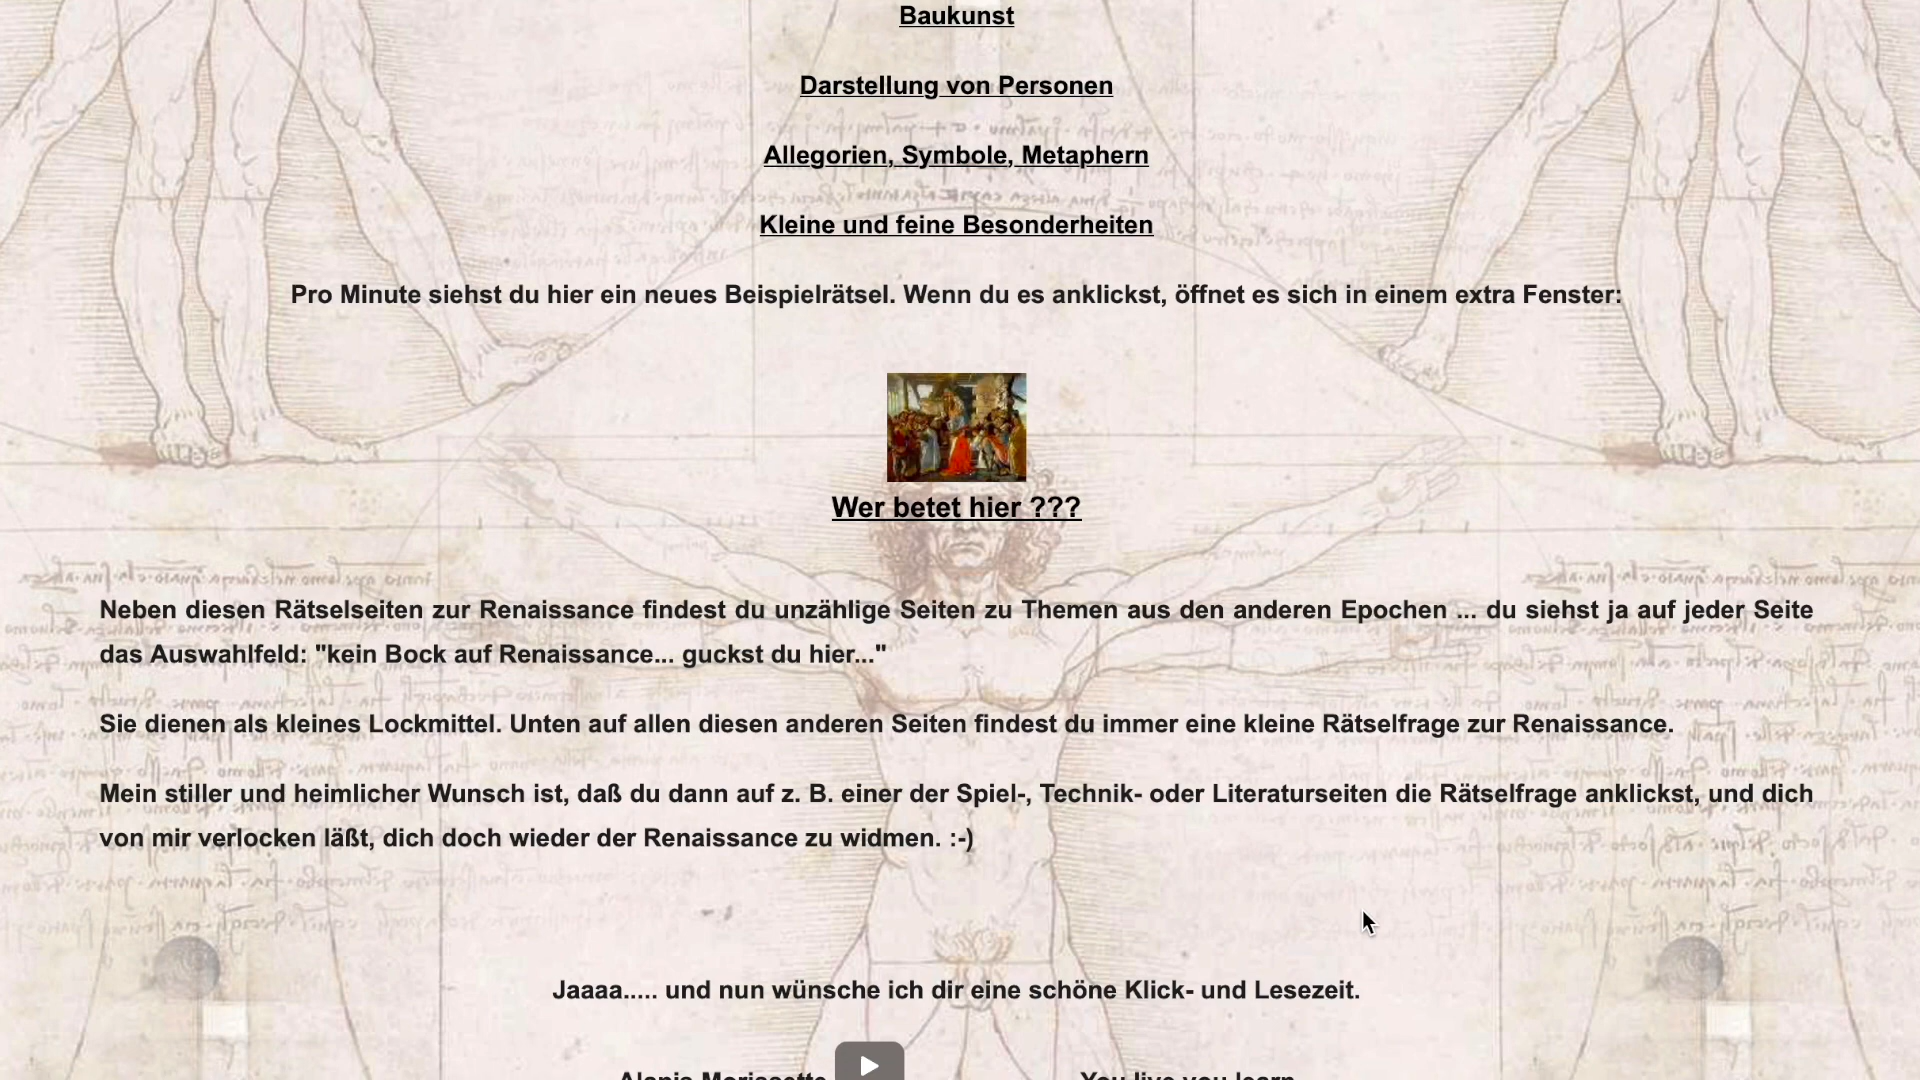 Baukunst
Darstellung von Personen
Allegorien, Symbole, Metaphern
Kleine und feine Besonderheiten
Pro Minute siehst du hier ein neues Beispielrätsel. Wenn du es anklickst, öffnet es sich in einem extra Fenster:
Wer betet hier ???
Neben diesen Rätselseiten zur Renaissance findest du unzählige Seiten zu Themen aus den anderen Epochen ... du siehst ja auf jeder Seite
das Auswahlfeld: "kein Bock auf Renaissance... guckst du hier..."
Sie dienen als kleines Lockmittel. Unten auf allen diesen anderen Seiten findest du immer eine kleine Rätselfrage zur Renaissance.
Mein stiller und heimlicher Wunsch ist, daß du dann auf z. B. einer der Spiel-, Technik- oder Literaturseiten die Rätselfrage anklickst, und dich
von mir verlocken läßt, dich doch wieder der Renaissance zu widmen. :-)
Jaaaa..... und nun wünsche ich dir eine schöne Klick- und Lesezeit.
Alanis Morissette You live you learn